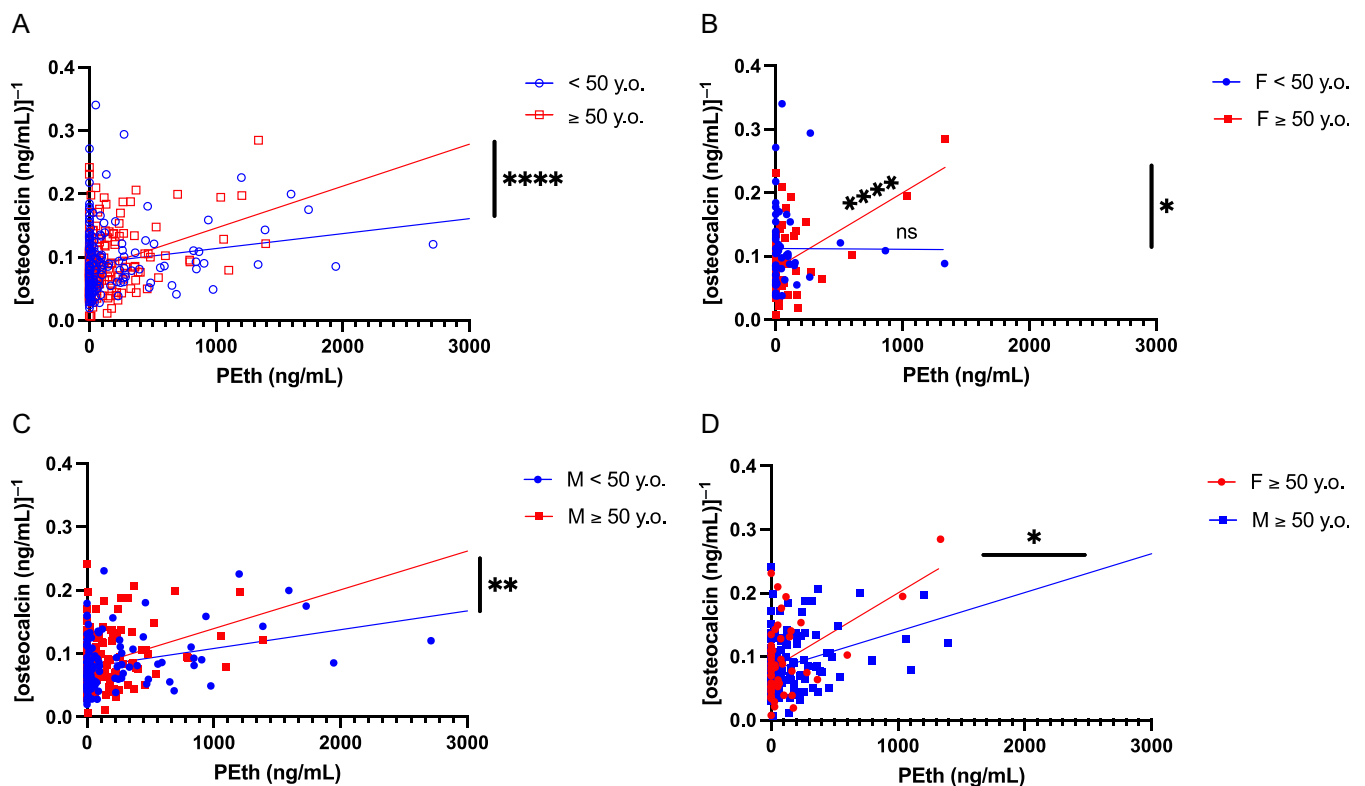 A
[osteocalcin (ng/mL)]⁻¹
0.4
0.3
0.2
0.1
0.0
0
1000
2000
3000
PEth (ng/mL)
< 50 y.o.
≥ 50 y.o.
****
B
[osteocalcin (ng/mL)]⁻¹
0.4
0.3
0.2
0.1
0.0
0
1000
2000
3000
PEth (ng/mL)
F < 50 y.o.
F ≥ 50 y.o.
****
ns
*
C
[osteocalcin (ng/mL)]⁻¹
0.4
0.3
0.2
0.1
0.0
0
1000
2000
3000
PEth (ng/mL)
M < 50 y.o.
M ≥ 50 y.o.
**
D
[osteocalcin (ng/mL)]⁻¹
0.4
0.3
0.2
0.1
0.0
0
1000
2000
3000
PEth (ng/mL)
F ≥ 50 y.o.
M ≥ 50 y.o.
*